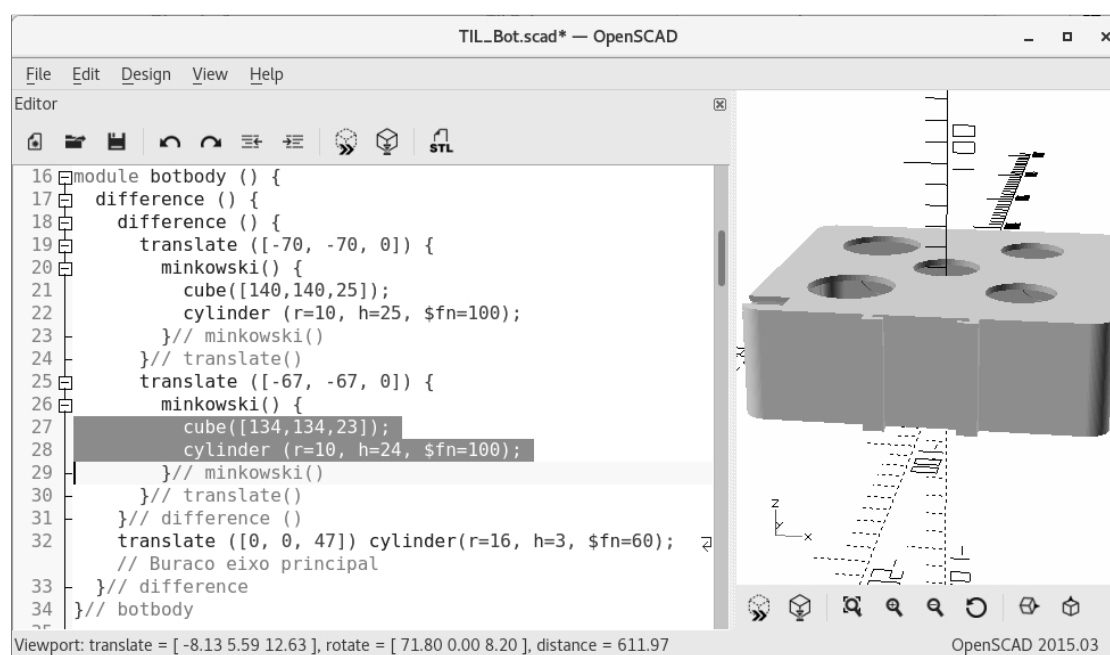 TIL_Bot.scad* — OpenSCAD
File Edit Design View Help
Editor
STL
16 module botbody () {
17 difference () {
18 difference () {
19 translate ([-70, -70, 0]) {
20 minkowski() {
21 cube([140,140,25]);
22 cylinder (r=10, h=25, $fn=100);
23 }// minkowski()
24 }// translate()
25 translate ([-67, -67, 0]) {
26 minkowski() {
27 cube([134,134,23]);
28 cylinder (r=10, h=24, $fn=100);
29 }// minkowski()
30 }// translate()
31 }// difference ()
32 translate ([0, 0, 47]) cylinder(r=16, h=3, $fn=60);
// Buraco eixo principal
33 }// difference
34 }// botbody
z
y
x
Viewport: translate = [ -8.13 5.59 12.63 ], rotate = [ 71.80 0.00 8.20 ], distance = 611.97
OpenSCAD 2015.03